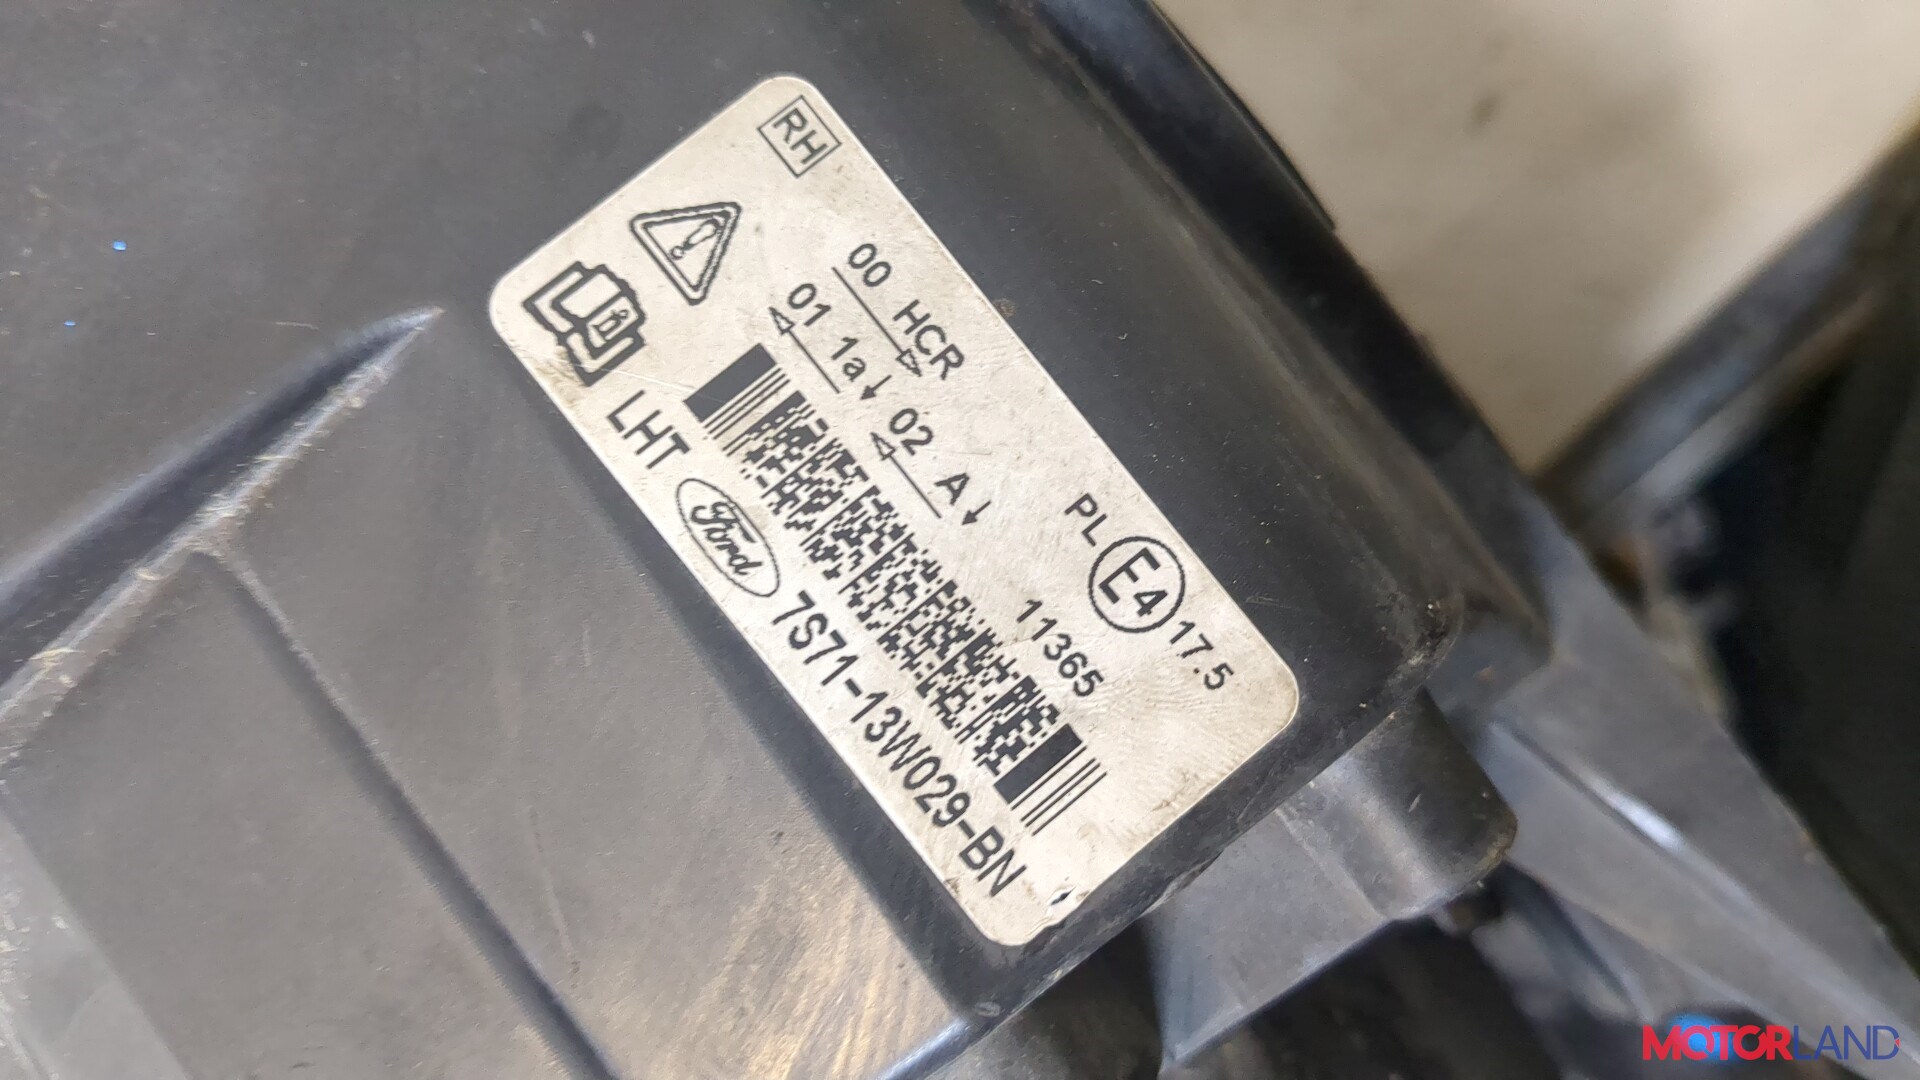 RH
00 HCR
01 1a
02 A
PL E4 17.5
11365
LHT
Ford 7S71-13W029-BN
MOTORLAND